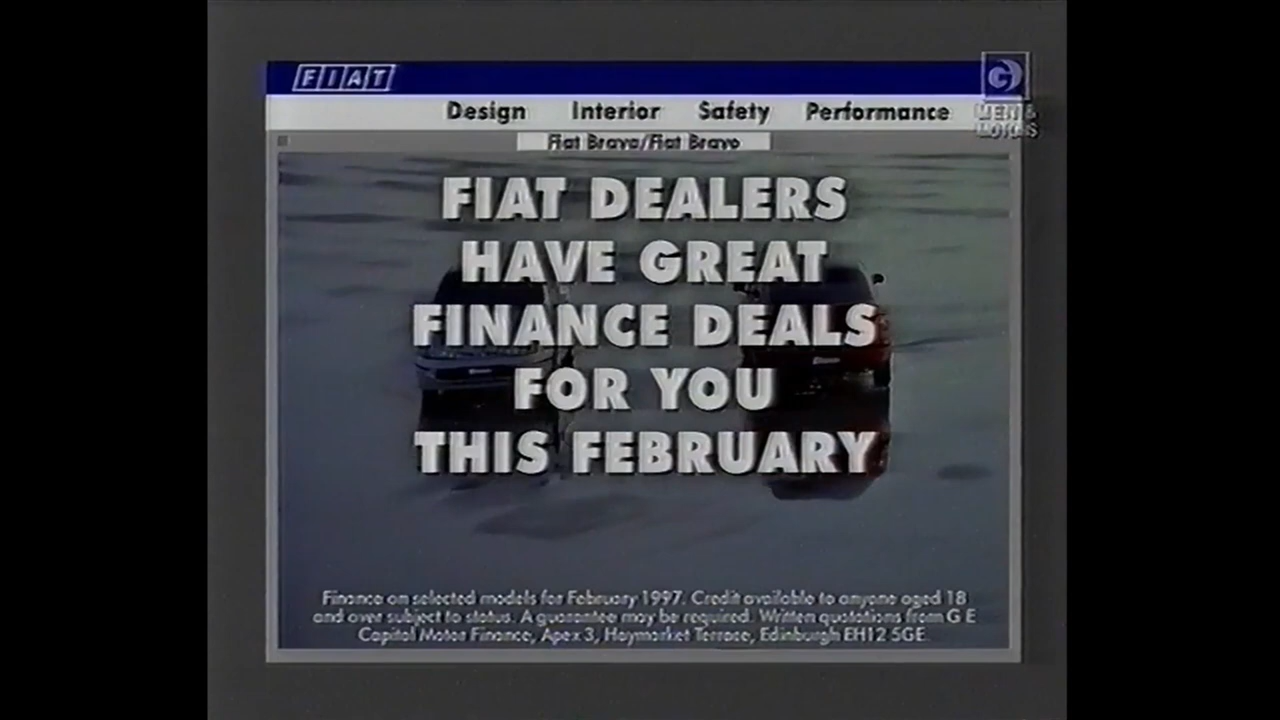 FIAT
G
Design Interior Safety Performance
MEN &
MOTORS
Fiat Brava/Fiat Bravo
FIAT DEALERS
HAVE GREAT
FINANCE DEALS
FOR YOU
THIS FEBRUARY
Finance on selected models for February 1997. Credit available to anyone aged 18
and over subject to status. A guarantee may be required. Written quotations from G E
Capital Motor Finance, Apex 3, Haymarket Terrace, Edinburgh EH12 5GE.